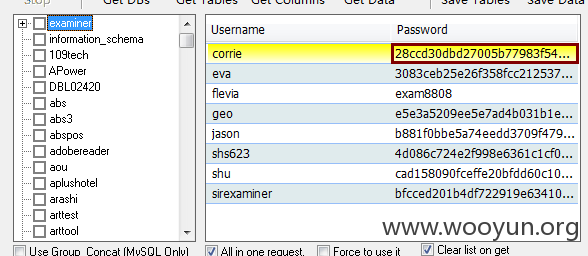 Stop Get DBs Get Tables Get Columns Get Data Save Tables Save Data
examiner
information_schema
109tech
APower
DBL02420
abs
abs3
abspos
adobereader
aou
aplushotel
arashi
arttest
arttool
Username Password
corrie 28ccd30dbd27005b77983f54...
eva 3083ceb25e26f358fcc212537...
flevia exam8808
geo e3e5a5209ee5e7ad4b031b1e...
jason b881f0bbe5a74eedd3709f479...
shs623 4d086c724e2f998e6361c1cf0...
shu cad158090fceffe20bfdd60c10...
sirexaminer bfcced201b4df722919e63410...
www.wooyun.org
Use Group_Concat (MySQL Only) All in one request. Force to use it Clear list on get